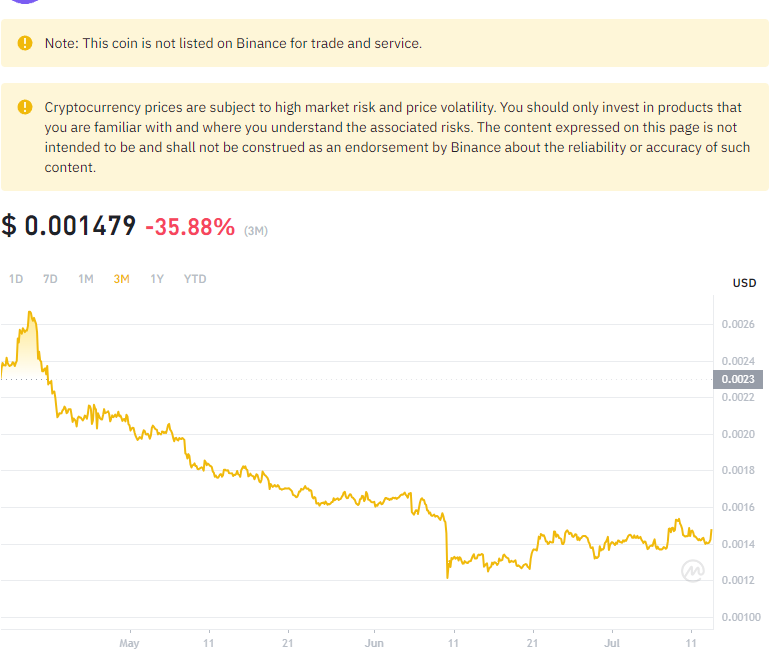 Note: This coin is not listed on Binance for trade and service.
Cryptocurrency prices are subject to high market risk and price volatility. You should only invest in products that
you are familiar with and where you understand the associated risks. The content expressed on this page is not
intended to be and shall not be construed as an endorsement by Binance about the reliability or accuracy of such
content.
$ 0.001479 -35.88% (3M)
1D 7D 1M 3M 1Y YTD
USD
0.0026
0.0024
0.0023
0.0022
0.0020
0.0018
0.0016
0.0014
0.0012
0.00100
May 11 21 Jun 11 21 Jul 11